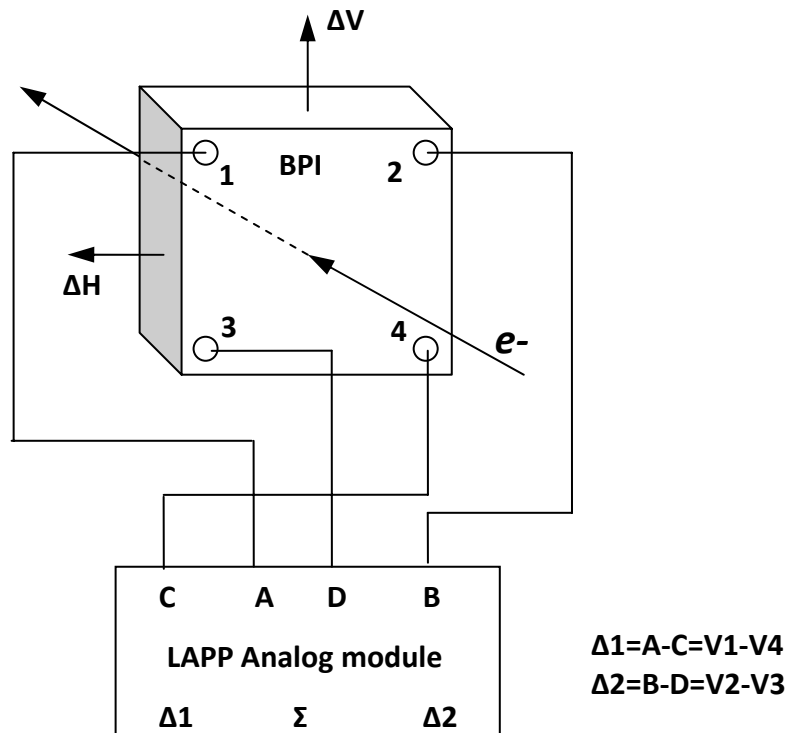 ΔV
1
BPI
2
ΔH
3
4
e-
C A D B
LAPP Analog module
Δ1 Σ Δ2
Δ1=A-C=V1-V4
Δ2=B-D=V2-V3